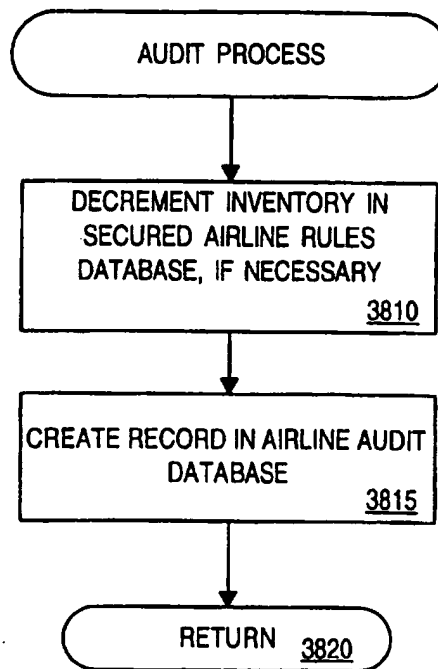 AUDIT PROCESS
DECREMENT INVENTORY IN
SECURED AIRLINE RULES
DATABASE, IF NECESSARY
3810
CREATE RECORD IN AIRLINE AUDIT
DATABASE
3815
RETURN 3820